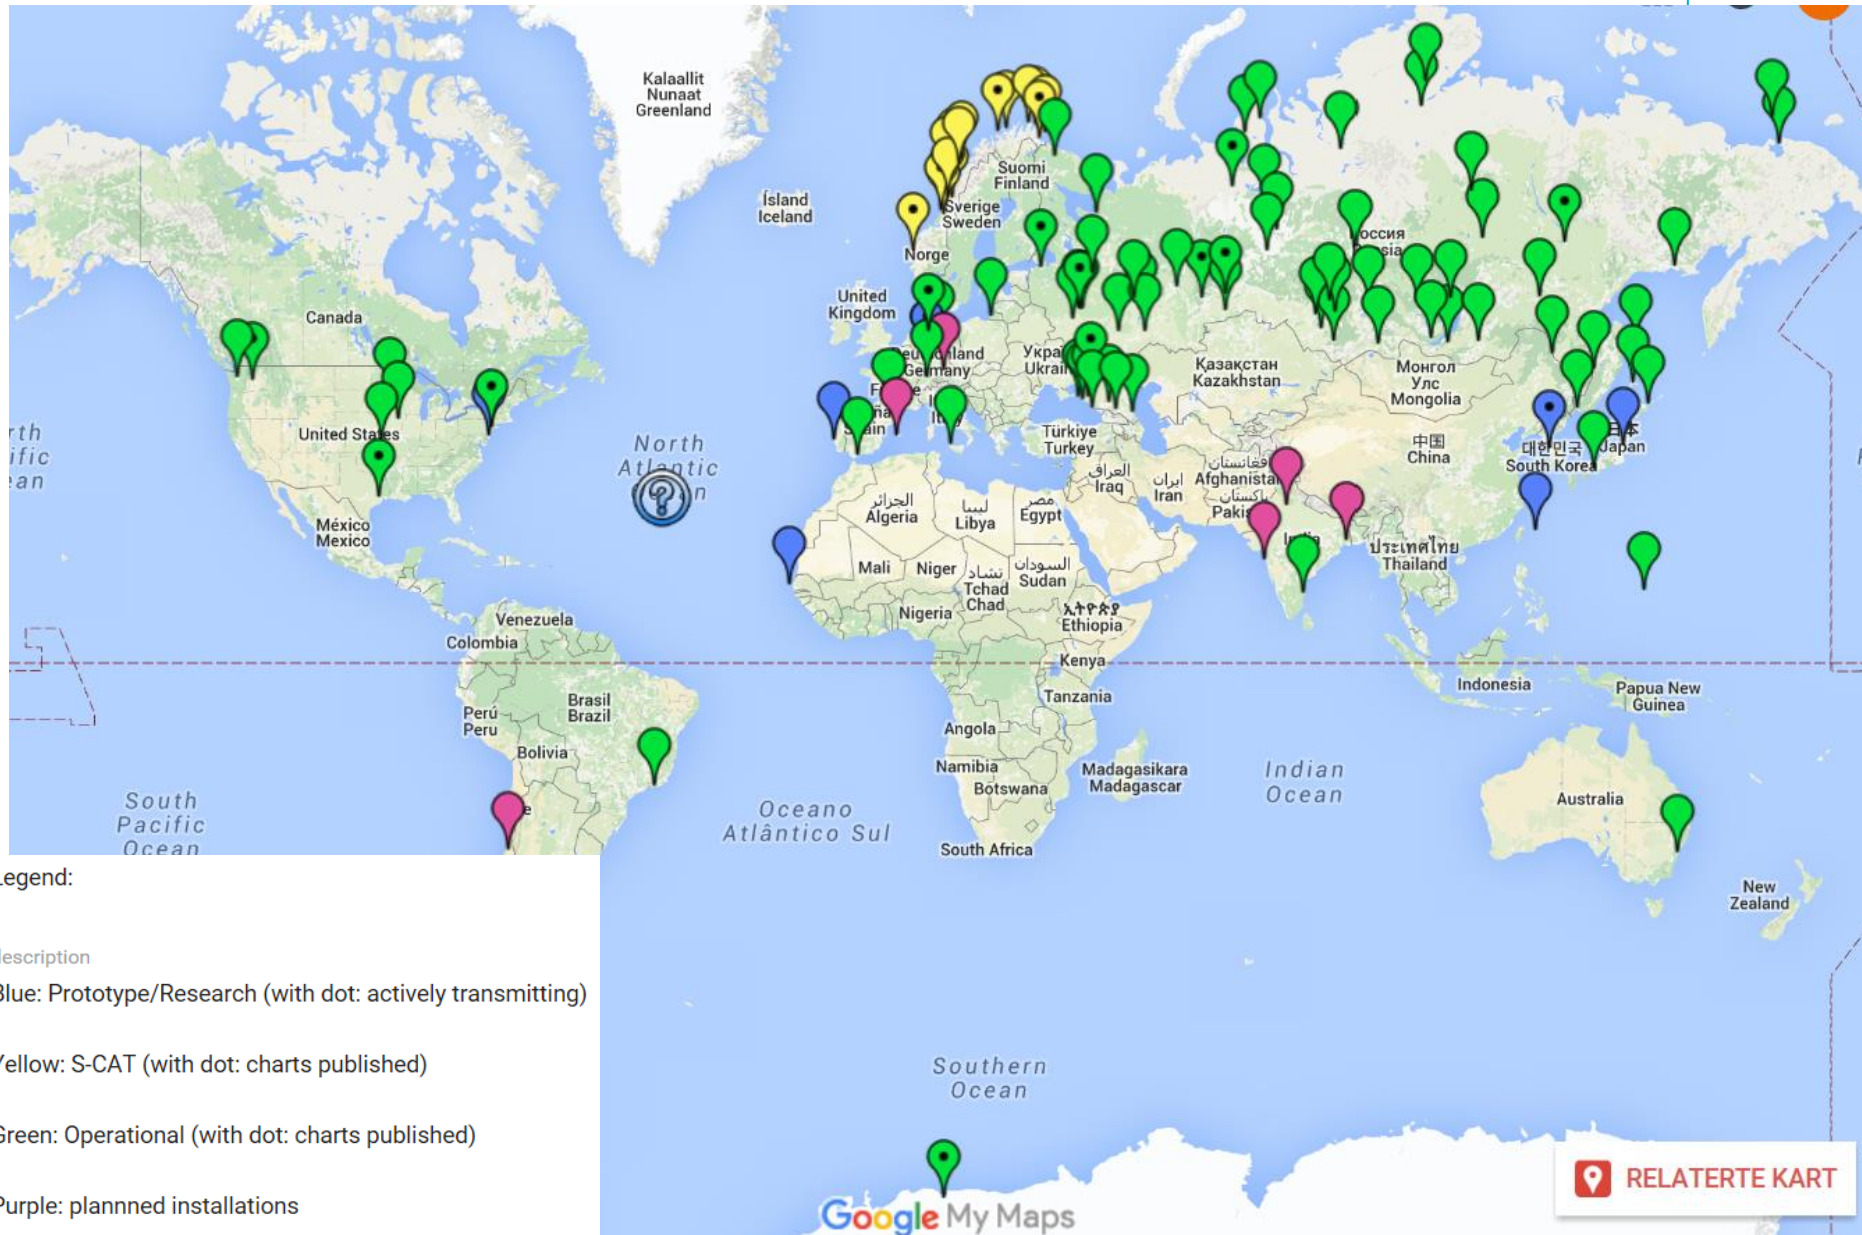 Kalaallit
Nunaat
Greenland
Ísland
Iceland
Suomi
Finland
Sverige
Sweden
Norge
United
Kingdom
Canada
United States
North
Atlantic
México
Mexico
Germany
Қазақстан
Kazakhstan
Монгол
Улс
Mongolia
中国
China
대한민국
South Korea
Japan
Türkiye
Turkey
العراق
Iraq
ایران
Iran
افغانستان
Afghanistan
پاکستان
الجزائر
Algeria
ليبيا
Libya
مصر
Egypt
Mali
Niger
تشاد
Tchad
Chad
السودان
Sudan
Nigeria
ኢትዮጵያ
Ethiopia
ประเทศไทย
Thailand
Venezuela
Colombia
Kenya
Tanzania
Indonesia
Papua New
Guinea
Brasil
Brazil
Perú
Peru
Bolivia
Angola
Namibia
Botswana
Madagasikara
Madagascar
Indian
Ocean
Australia
South
Pacific
Ocean
Oceano
Atlântico Sul
South Africa
New
Zealand
Southern
Ocean
Legend:
description
Blue: Prototype/Research (with dot: actively transmitting)
Yellow: S-CAT (with dot: charts published)
Green: Operational (with dot: charts published)
Purple: plannned installations
Google My Maps
RELATERTE KART